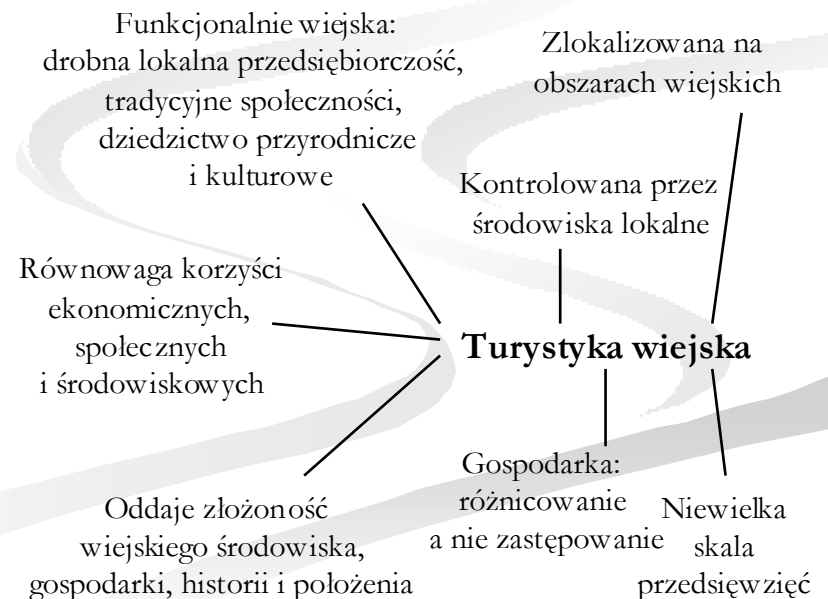 Funkcjonalnie wiejska:
drobna lokalna przedsiębiorczość,
tradycyjne społeczności,
dziedzictwo przyrodnicze
i kulturowe
Zlokalizowana na
obszarach wiejskich
Kontrolowana przez
środowiska lokalne
Równowaga korzyści
ekonomicznych,
społecznych
i środowiskowych
Turystyka wiejska
Oddaje złożoność
wiejskiego środowiska,
gospodarki, historii i położenia
Gospodarka:
różnicowanie
a nie zastępowanie
Niewielka
skala
przedsięwzięć